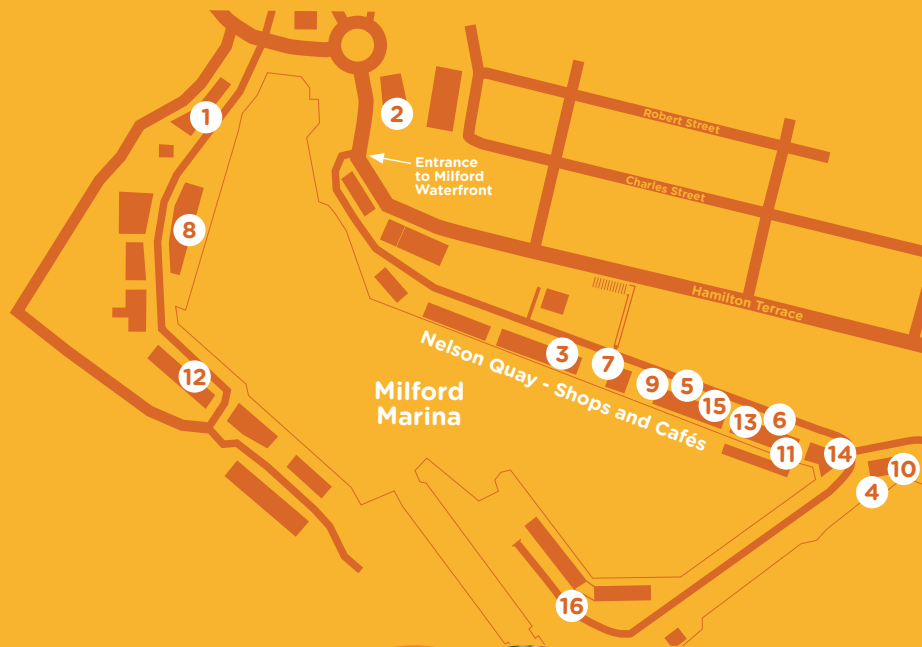 1
2
Robert Street
Entrance
to Milford
Waterfront
Charles Street
8
Hamilton Terrace
3
7
Nelson Quay - Shops and Cafés
12
Milford
Marina
9
5
15
6
13
11
14
10
4
16